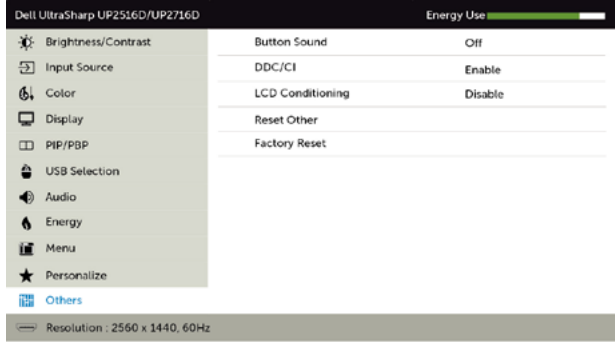 Dell UltraSharp UP2516D/UP2716D Energy Use
Brightness/Contrast Button Sound Off
Input Source DDC/CI Enable
Color LCD Conditioning Disable
Display Reset Other
PIP/PBP Factory Reset
USB Selection
Audio
Energy
Menu
Personalize
Others
Resolution : 2560 x 1440, 60Hz